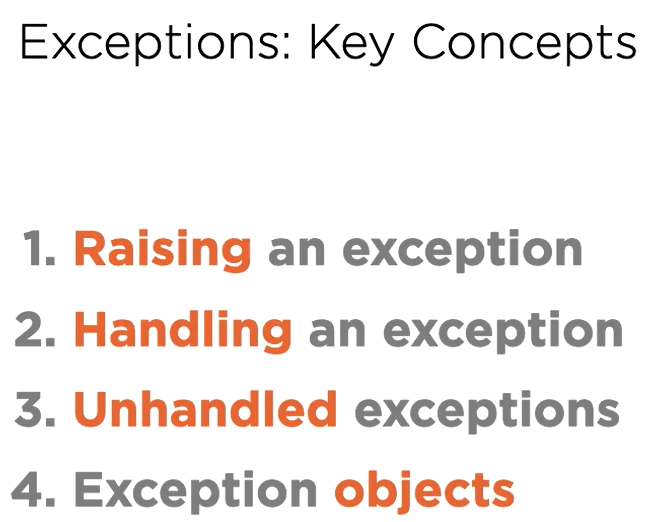 Exceptions: Key Concepts
1. Raising an exception
2. Handling an exception
3. Unhandled exceptions
4. Exception objects